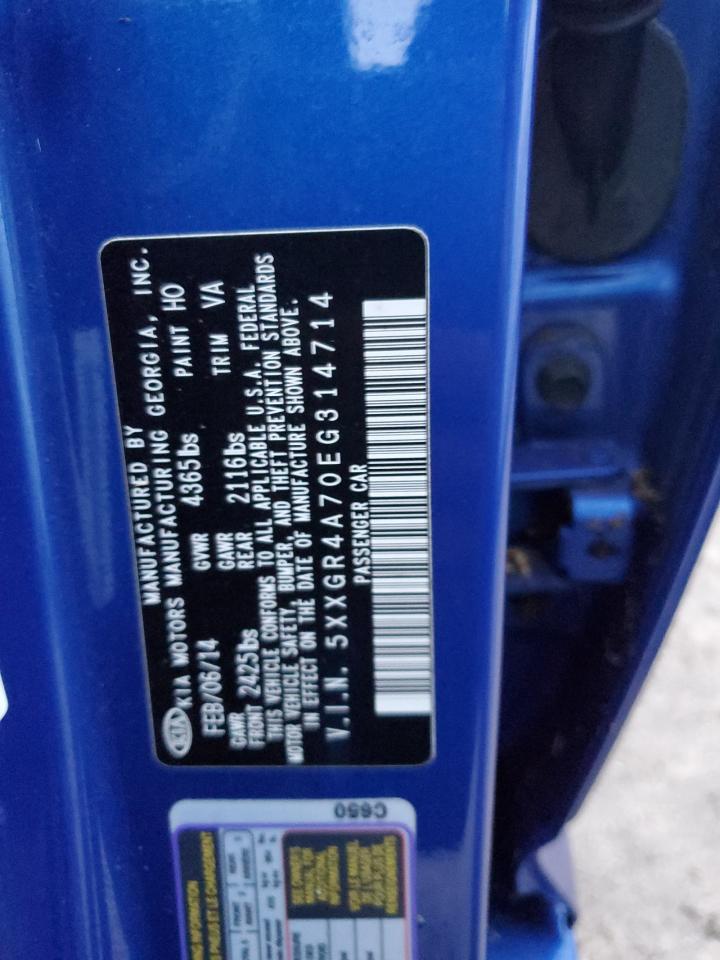 MANUFACTURED BY
KIA KIA MOTORS MANUFACTURING GEORGIA, INC.
FEB/06/14 GVWR 4365lbs PAINT HO
GAWR FRONT 2425lbs GAWR REAR 2116lbs TRIM VA
THIS VEHICLE CONFORMS TO ALL APPLICABLE U.S.A. FEDERAL
MOTOR VEHICLE SAFETY, BUMPER, AND THEFT PREVENTION STANDARDS
IN EFFECT ON THE DATE OF MANUFACTURE SHOWN ABOVE.
V.I.N. 5XXGR4A70EG314714
PASSENGER CAR
C650